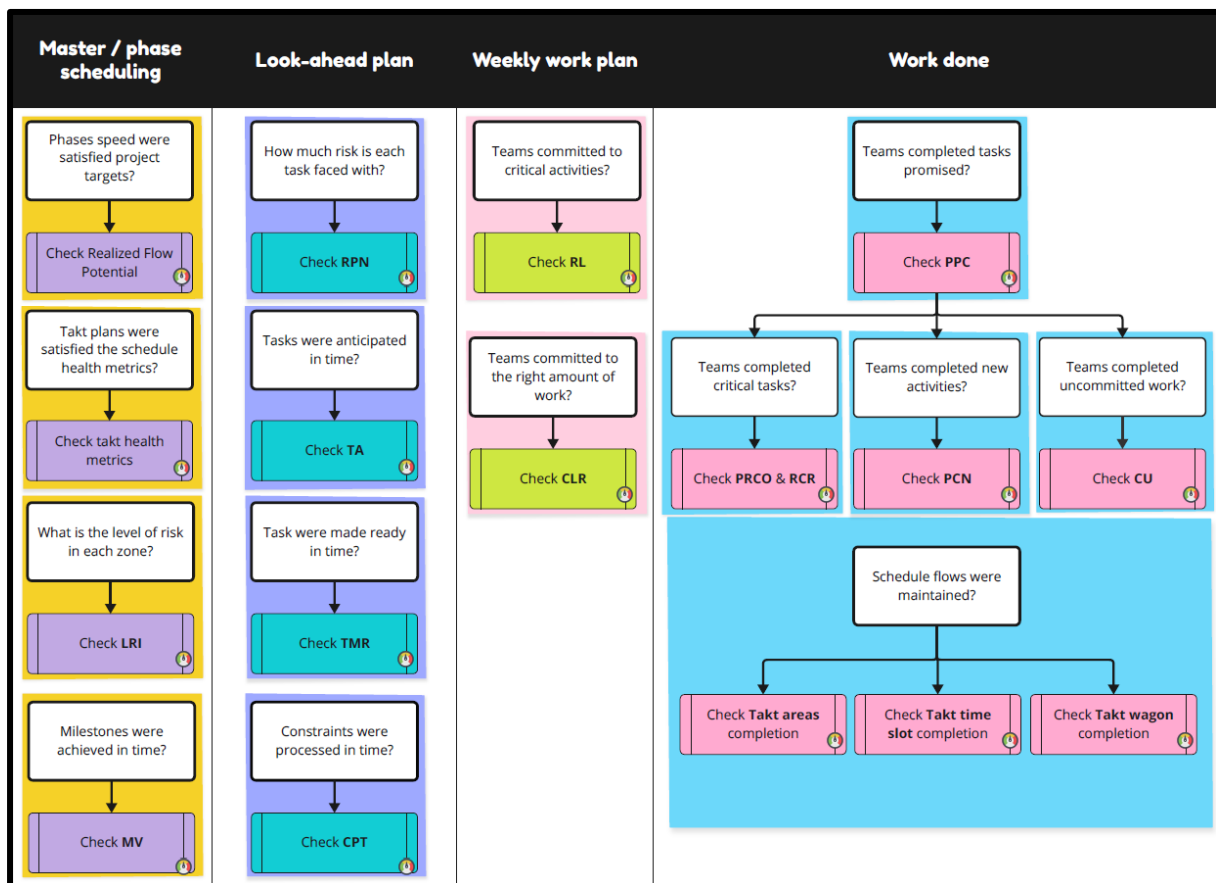 Master / phase
scheduling
Look-ahead plan
Weekly work plan
Work done
Phases speed were
satisfied project
targets?
Check Realized Flow
Potential
Takt plans were
satisfied the schedule
health metrics?
Check takt health
metrics
What is the level of risk
in each zone?
Check LRI
Milestones were
achieved in time?
Check MV
How much risk is each
task faced with?
Check RPN
Tasks were anticipated
in time?
Check TA
Task were made ready
in time?
Check TMR
Constraints were
processed in time?
Check CPT
Teams committed to
critical activities?
Check RL
Teams committed to
the right amount of
work?
Check CLR
Teams completed tasks
promised?
Check PPC
Teams completed
critical tasks?
Check PRCO & RCR
Teams completed new
activities?
Check PCN
Teams completed
uncommitted work?
Check CU
Schedule flows were
maintained?
Check Takt areas
completion
Check Takt time
slot completion
Check Takt wagon
completion